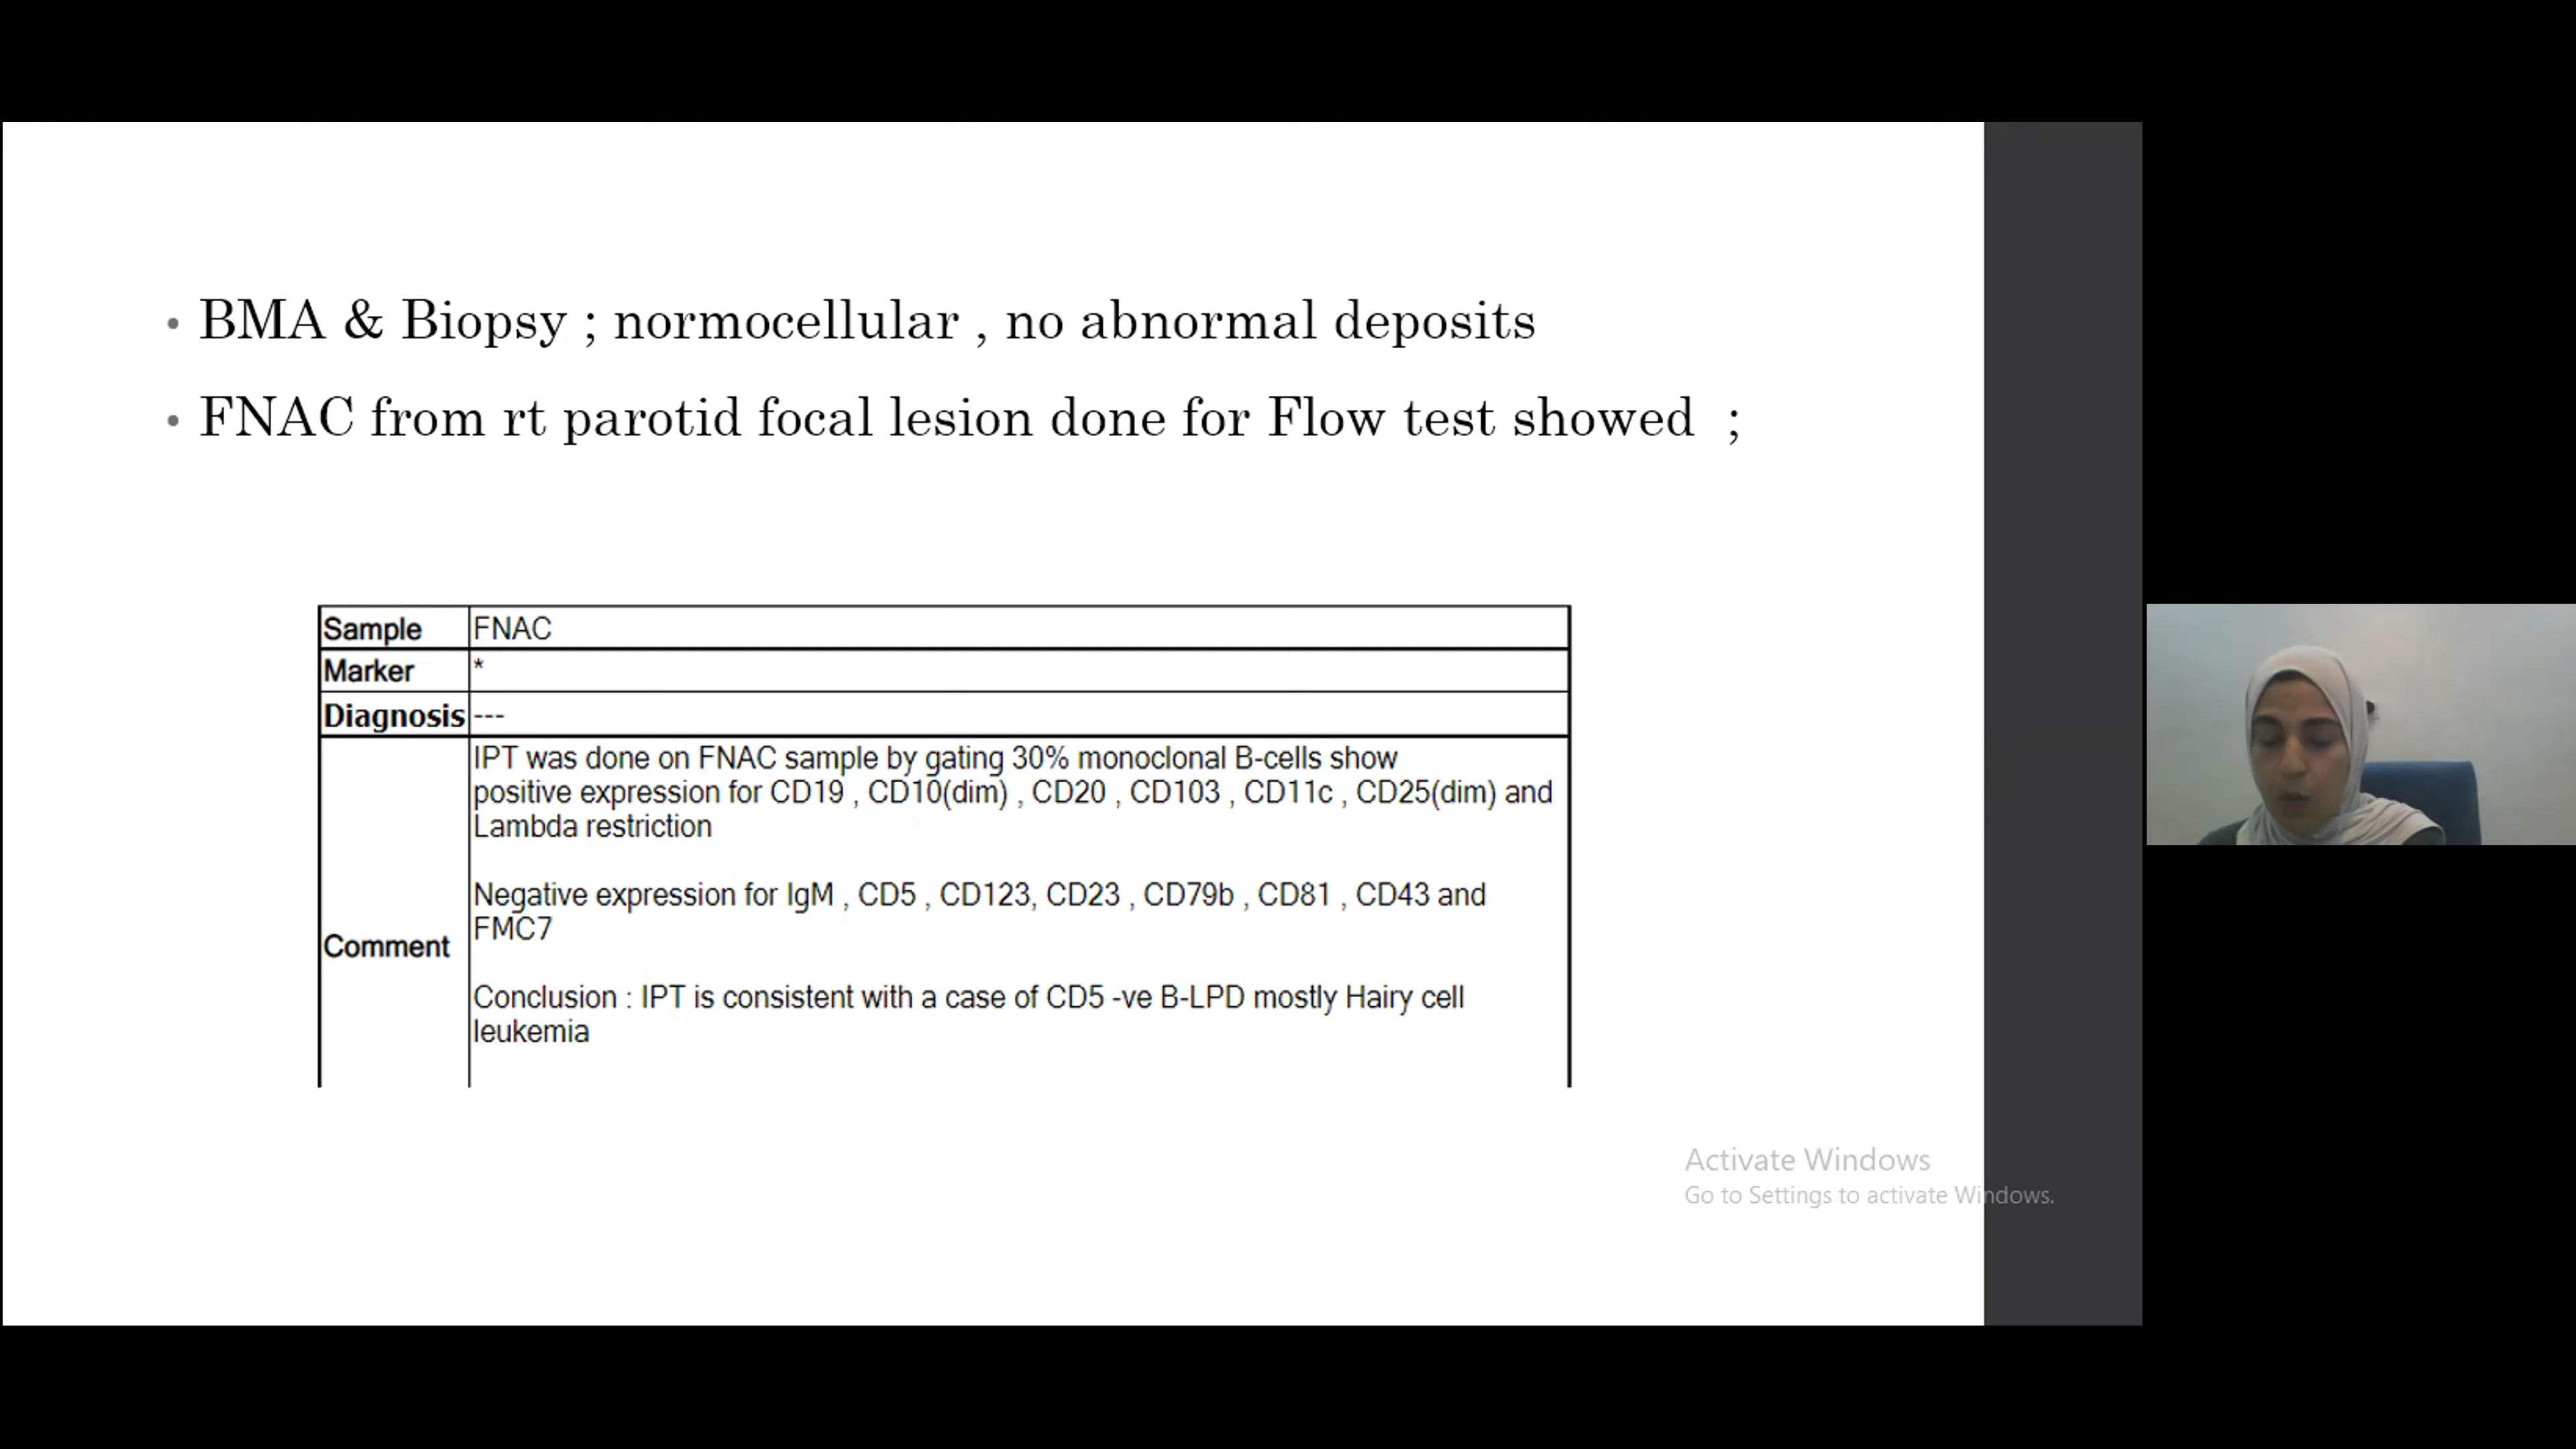 • BMA & Biopsy ; normocellular , no abnormal deposits
• FNAC from rt parotid focal lesion done for Flow test showed ;
Sample FNAC
Marker *
Diagnosis ---
Comment
IPT was done on FNAC sample by gating 30% monoclonal B-cells show
positive expression for CD19 , CD10(dim) , CD20 , CD103 , CD11c , CD25(dim) and
Lambda restriction
Negative expression for IgM , CD5 , CD123, CD23 , CD79b , CD81 , CD43 and
FMC7
Conclusion : IPT is consistent with a case of CD5 -ve B-LPD mostly Hairy cell
leukemia
Activate Windows
Go to Settings to activate Windows.